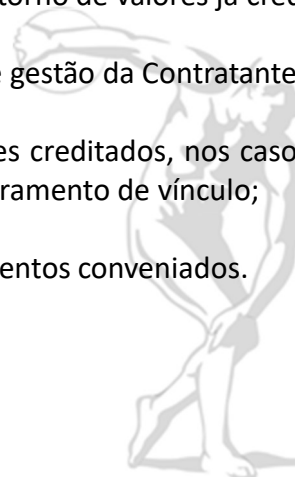 torno de valores já cred
gestão da Contratante
es creditados, nos caso
ramento de vínculo;
entos conveniados.